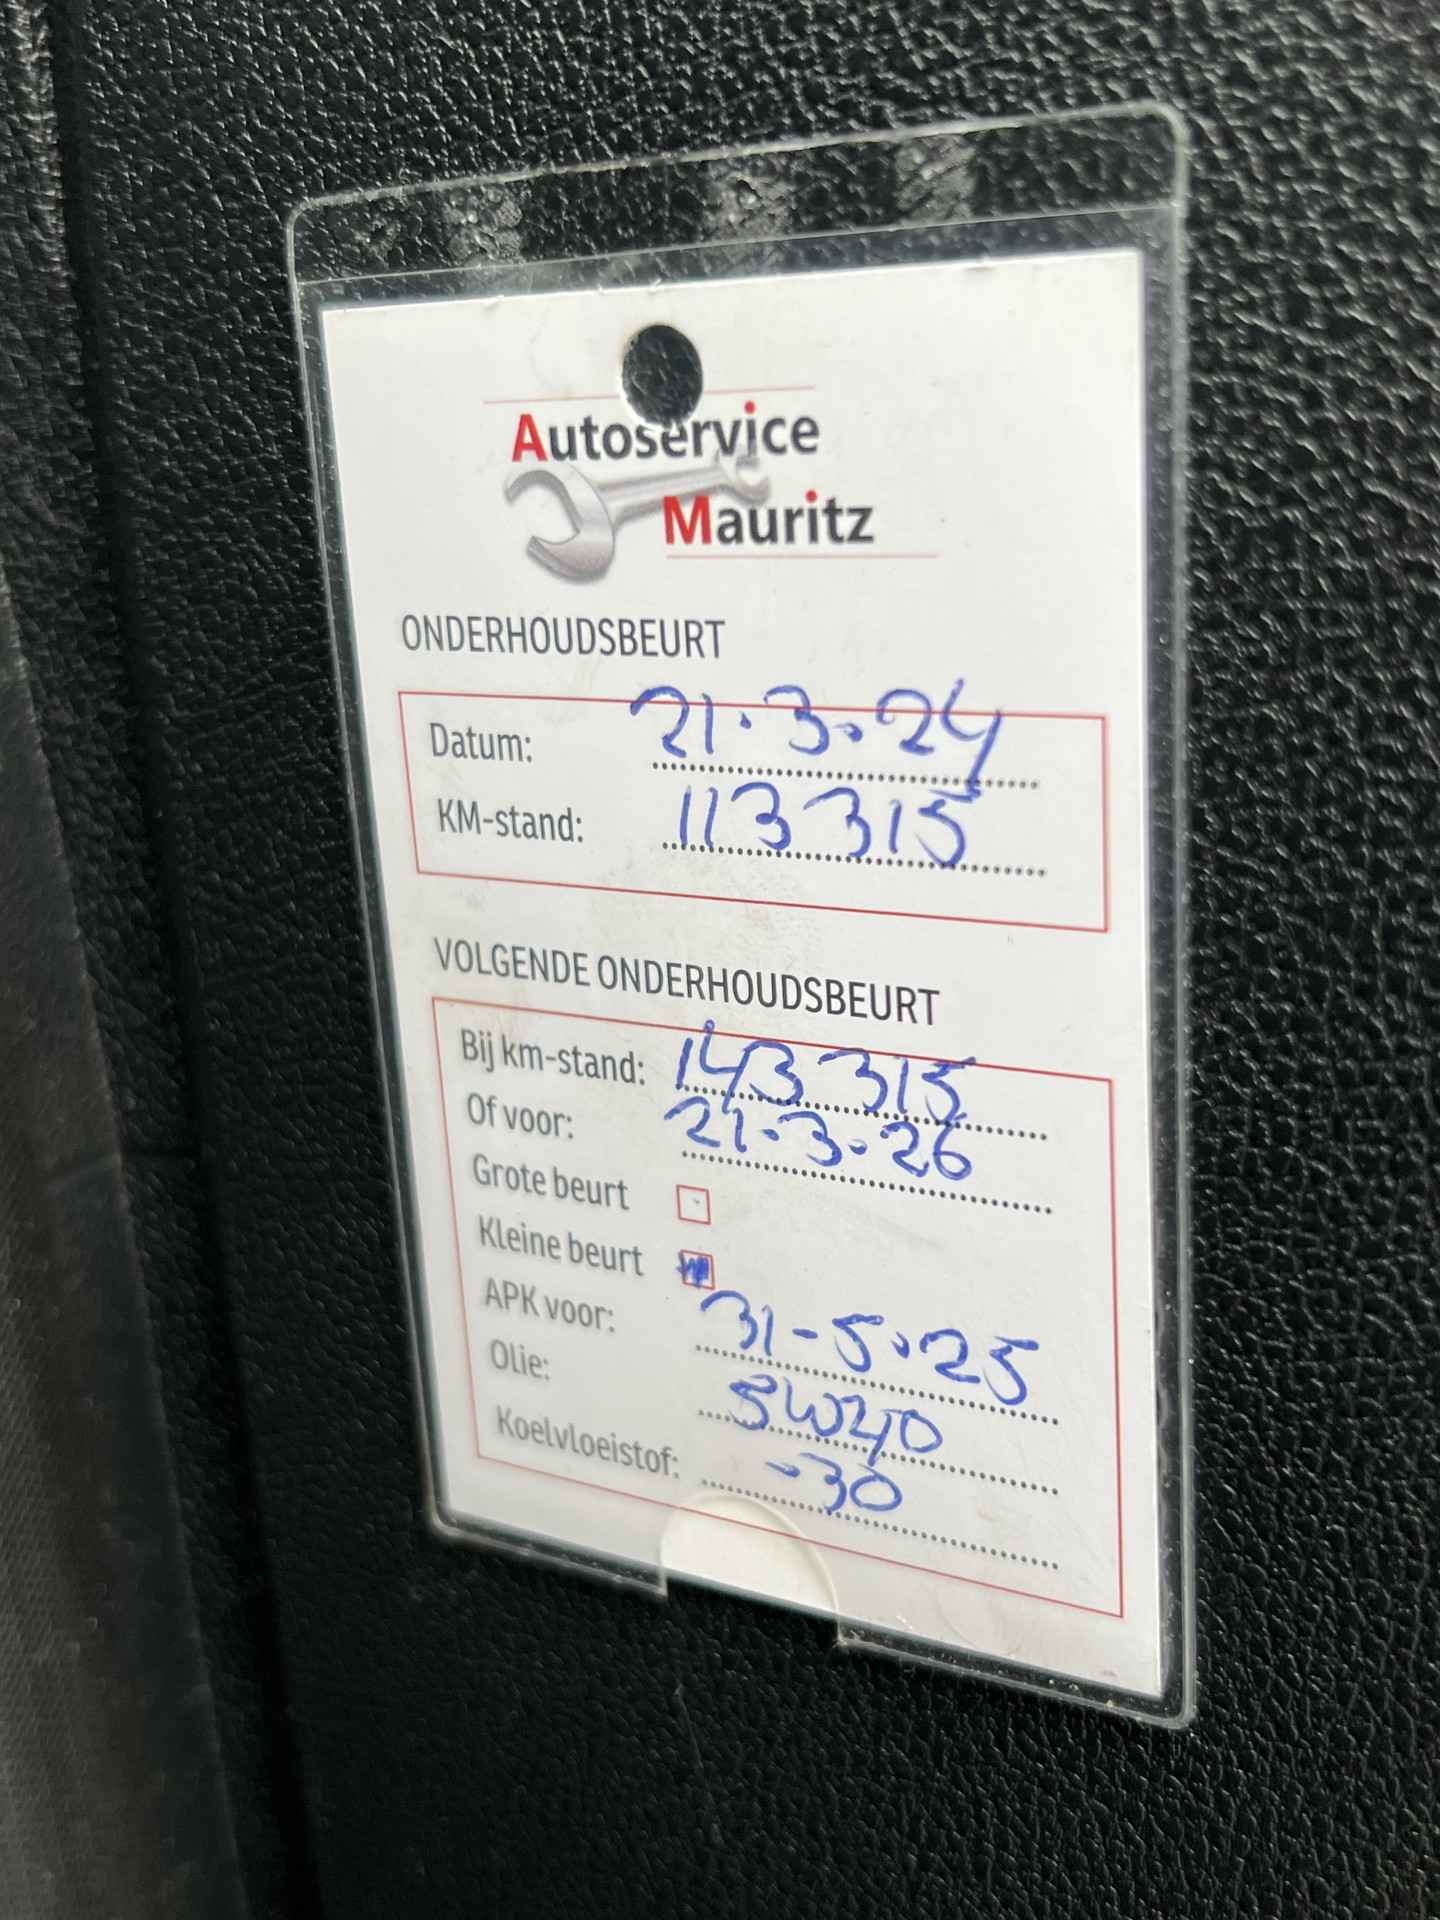 Autoservice
Mauritz
ONDERHOUDSBEURT
Datum: 21.3.24
KM-stand: 113315
VOLGENDE ONDERHOUDSBEURT
Bij km-stand: 143315
Of voor: 21.3.26
Grote beurt
Kleine beurt
APK voor: 31-5.25
Olie: 5W40
Koelvloeistof: -30